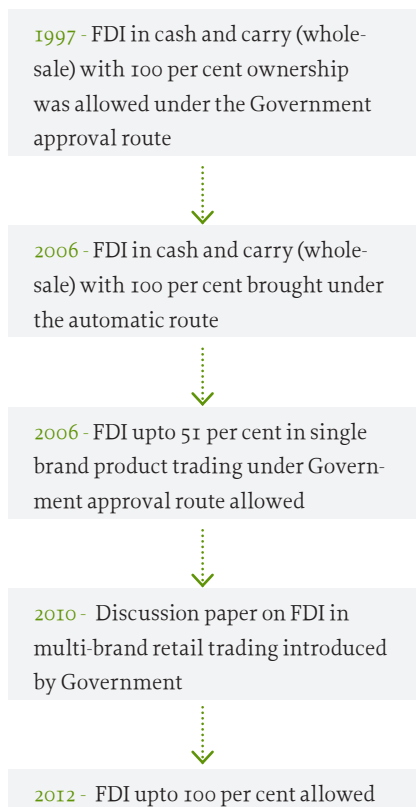 1997 - FDI in cash and carry (whole-
sale) with 100 per cent ownership
was allowed under the Government
approval route
2006 - FDI in cash and carry (whole-
sale) with 100 per cent brought under
the automatic route
2006 - FDI upto 51 per cent in single
brand product trading under Govern-
ment approval route allowed
2010 - Discussion paper on FDI in
multi-brand retail trading introduced
by Government
2012 - FDI upto 100 per cent allowed